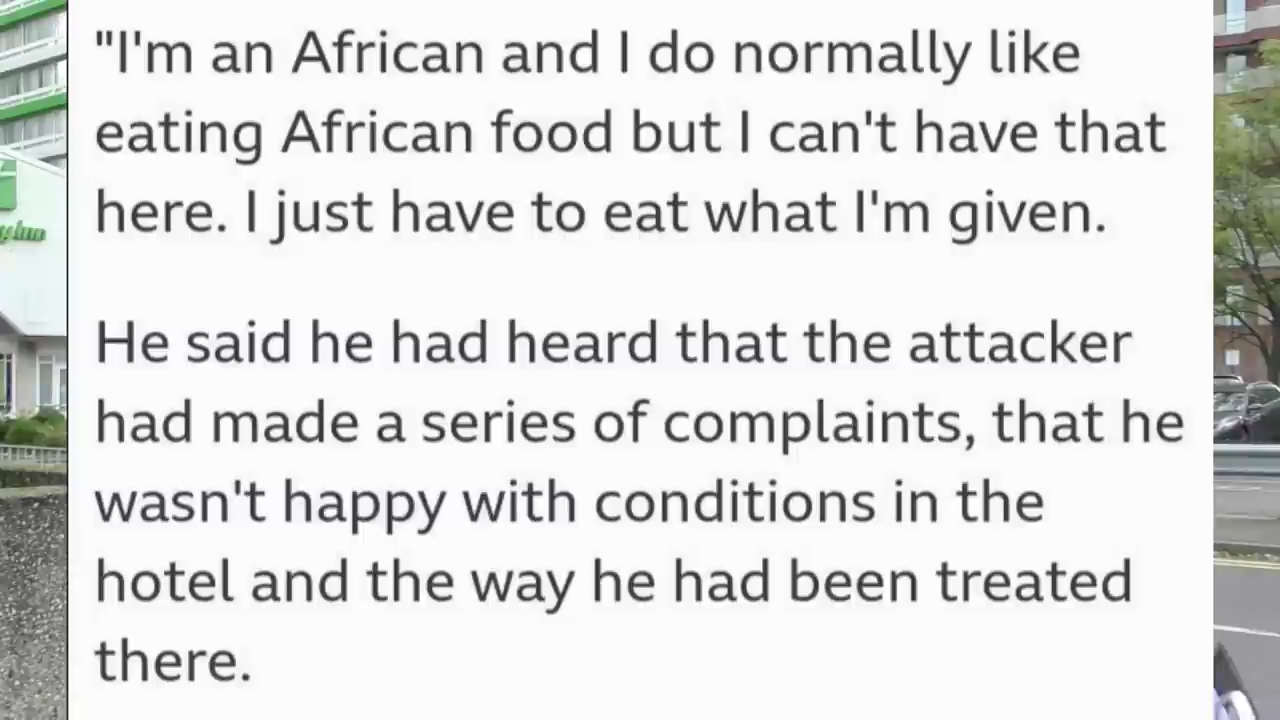 "I'm an African and I do normally like
eating African food but I can't have that
here. I just have to eat what I'm given.
He said he had heard that the attacker
had made a series of complaints, that he
wasn't happy with conditions in the
hotel and the way he had been treated
there.